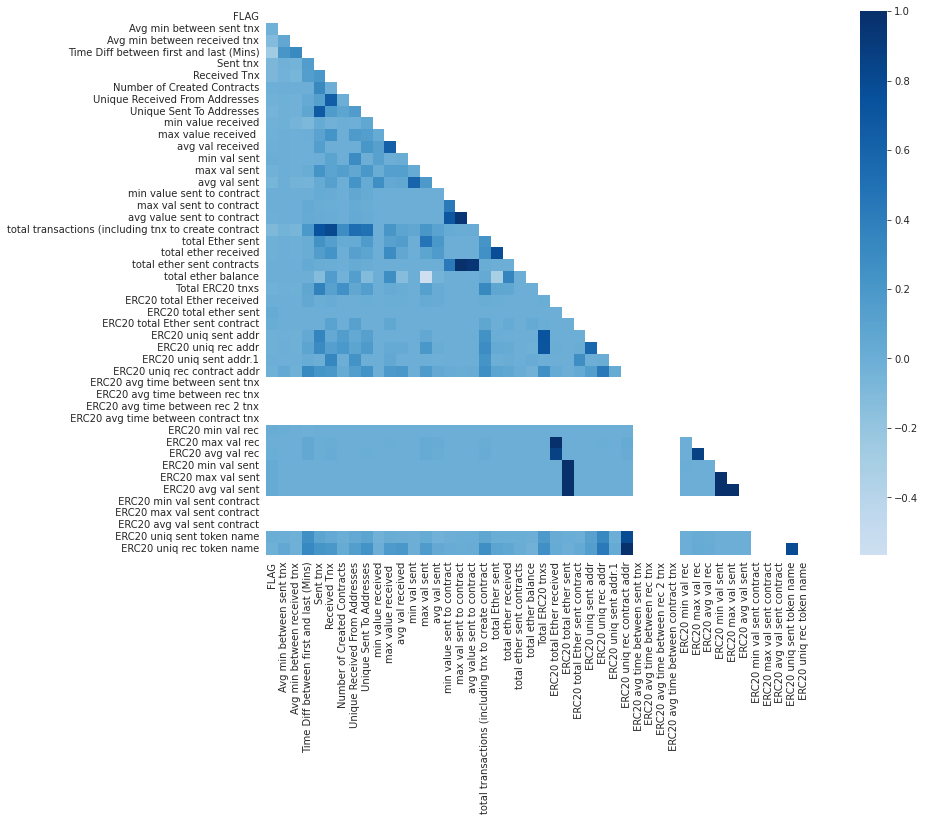 FLAG
Avg min between sent tnx
Avg min between received tnx
Time Diff between first and last (Mins)
Sent tnx
Received Tnx
Number of Created Contracts
Unique Received From Addresses
Unique Sent To Addresses
min value received
max value received
avg val received
min val sent
max val sent
avg val sent
min value sent to contract
max val sent to contract
avg value sent to contract
total transactions (including tnx to create contract
total Ether sent
total ether received
total ether sent contracts
total ether balance
Total ERC20 tnxs
ERC20 total Ether received
ERC20 total ether sent
ERC20 total Ether sent contract
ERC20 uniq sent addr
ERC20 uniq rec addr
ERC20 uniq sent addr.1
ERC20 uniq rec contract addr
ERC20 avg time between sent tnx
ERC20 avg time between rec tnx
ERC20 avg time between rec 2 tnx
ERC20 avg time between contract tnx
ERC20 min val rec
ERC20 max val rec
ERC20 avg val rec
ERC20 min val sent
ERC20 max val sent
ERC20 avg val sent
ERC20 min val sent contract
ERC20 max val sent contract
ERC20 avg val sent contract
ERC20 uniq sent token name
ERC20 uniq rec token name
FLAG
Avg min between sent tnx
Avg min between received tnx
Time Diff between first and last (Mins)
Sent tnx
Received Tnx
Number of Created Contracts
Unique Received From Addresses
Unique Sent To Addresses
min value received
max value received
avg val received
min val sent
max val sent
avg val sent
min value sent to contract
max val sent to contract
avg value sent to contract
total transactions (including tnx to create contract
total Ether sent
total ether received
total ether sent contracts
total ether balance
Total ERC20 tnxs
ERC20 total Ether received
ERC20 total ether sent
ERC20 total Ether sent contract
ERC20 uniq sent addr
ERC20 uniq rec addr
ERC20 uniq sent addr.1
ERC20 uniq rec contract addr
ERC20 avg time between sent tnx
ERC20 avg time between rec tnx
ERC20 avg time between rec 2 tnx
ERC20 avg time between contract tnx
ERC20 min val rec
ERC20 max val rec
ERC20 avg val rec
ERC20 min val sent
ERC20 max val sent
ERC20 avg val sent
ERC20 min val sent contract
ERC20 max val sent contract
ERC20 avg val sent contract
ERC20 uniq sent token name
ERC20 uniq rec token name
1.0
0.8
0.6
0.4
0.2
0.0
−0.2
−0.4